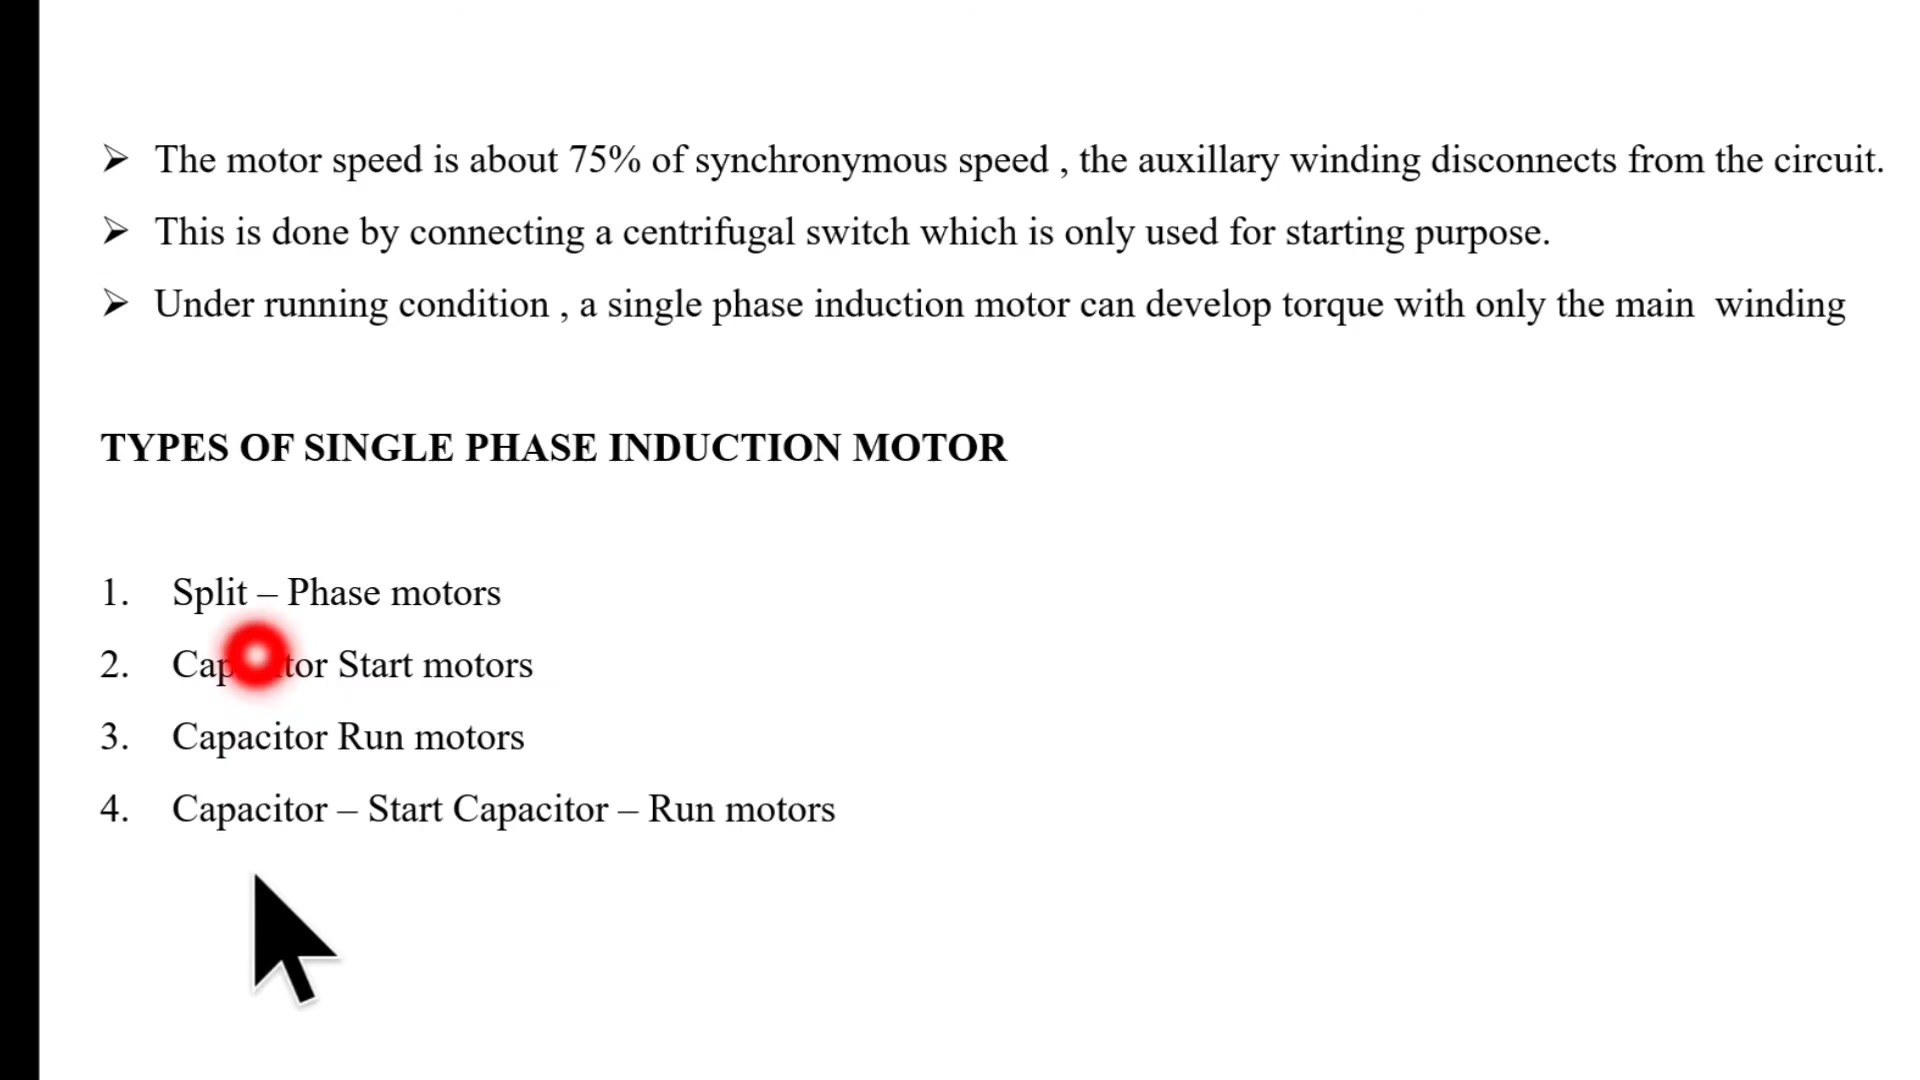 The motor speed is about 75% of synchronymous speed , the auxillary winding disconnects from the circuit.
This is done by connecting a centrifugal switch which is only used for starting purpose.
Under running condition , a single phase induction motor can develop torque with only the main winding
TYPES OF SINGLE PHASE INDUCTION MOTOR
1. Split – Phase motors
2. Start motors
3. Capacitor Run motors
4. Capacitor – Start Capacitor – Run motors